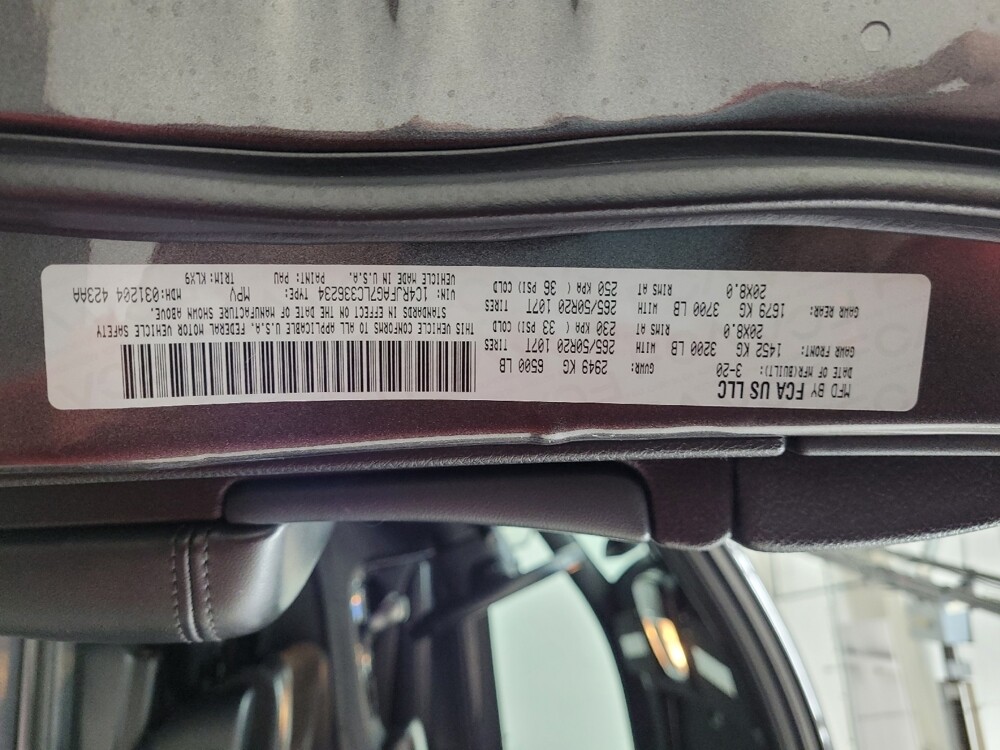 MFD BY FCA US LLC
DATE OF MFR(BUILT): 3-20 GVWR: 2949 KG 6500 LB
GAWR FRONT: 1452 KG 3200 LB WITH TIRES 265/50R20 107T
20X8.0 RIMS AT 230 KPA ( 33 PSI) COLD
GAWR REAR: 1679 KG 3700 LB WITH TIRES 265/50R20 107T
20X8.0 RIMS AT 250 KPA ( 36 PSI) COLD
THIS VEHICLE CONFORMS TO ALL APPLICABLE U.S.A. FEDERAL MOTOR VEHICLE SAFETY
STANDARDS IN EFFECT ON THE DATE OF MANUFACTURE SHOWN ABOVE.
VIN: 1C4RJFAG7LC336234 TYPE: MPV MDH:031204 423AA
VEHICLE MADE IN U.S.A. PAINT: PAU TRIM: KLX9